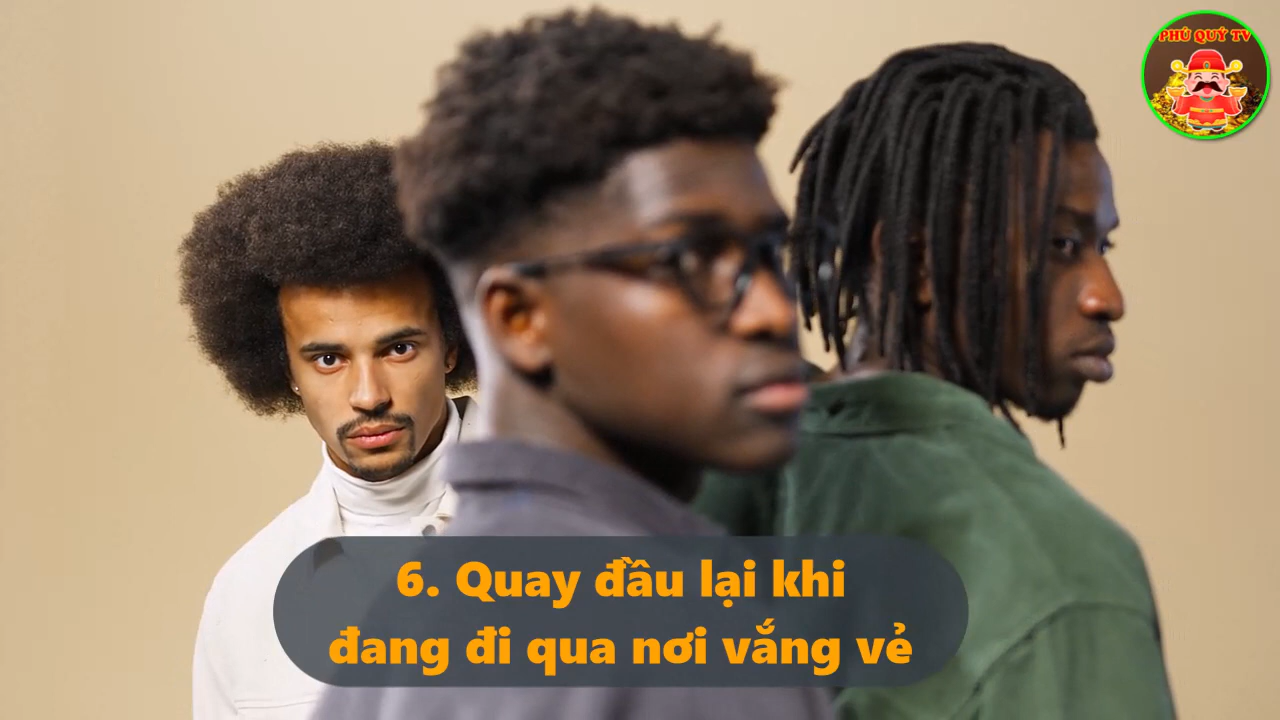 PHÚ QUÝ TV
6. Quay đầu lại khi
đang đi qua nơi vắng vẻ